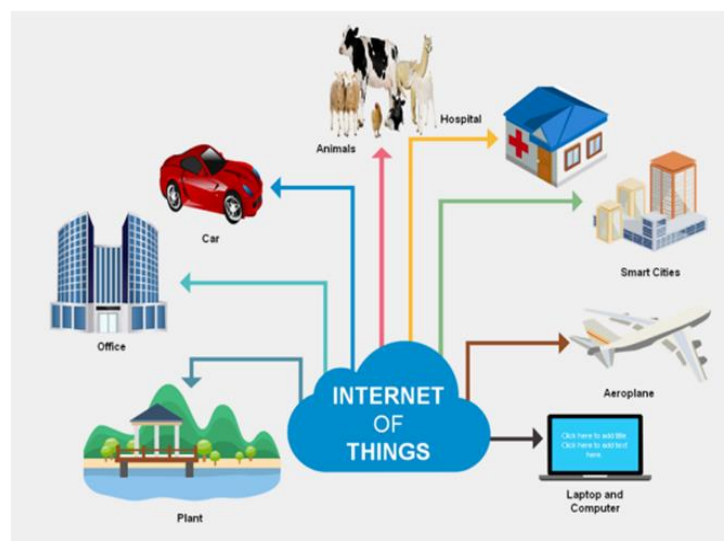 Animals
Hospital
Car
Smart Cities
Office
Aeroplane
INTERNET
OF
THINGS
Click here to add title
Click here to add text
here
Laptop and
Computer
Plant